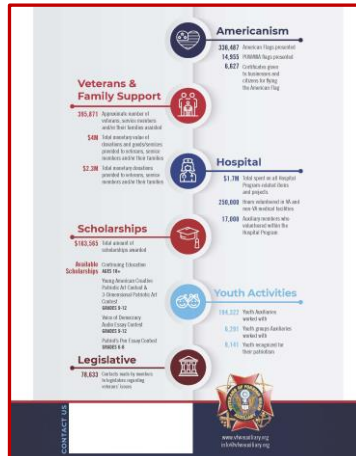 Americanism
336,487 American Flags presented
14,955 POW/MIA flags presented
6,627 Certificates given
to businesses and
citizens for flying
the American Flag
Veterans &
Family Support
395,871 Approximate number of
veterans, service members
and/or their families assisted
$4M Total monetary value of
donations and goods/services
provided to veterans, service
members and/or their families
$2.3M Total monetary donations
provided to veterans, service
members and/or their families
Hospital
$1.7M Total spent on all Hospital
Program related items
and projects
250,000 Hours volunteered in VA and
non-VA medical facilities
17,000 Auxiliary members who
volunteered within the
Hospital Program
Scholarships
$163,565 Total amount of
scholarships awarded
Available Continuing Education
Scholarships AGES 18+
Young American Creative
Patriotic Art Contest &
3-Dimensional Patriotic Art
Contest
GRADES 9-12
Voice of Democracy
Audio Essay Contest
GRADES 9-12
Patriot's Pen Essay Contest
GRADES 6-8
Youth Activities
Youth Auxiliaries
worked with
Youth groups Auxiliaries
worked with
Youth recognized for
their patriotism
Legislative
78,633 Contacts made by members
to legislators regarding
veterans' issues
CONTACT US
www.vfwauxiliary.org
info@vfwauxiliary.org